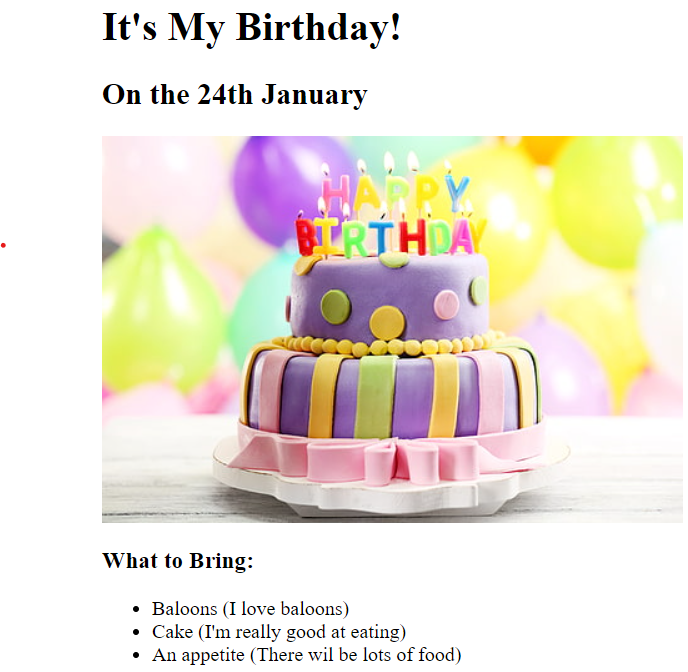 It's My Birthday!
On the 24th January
HAPPY
BIRTHDAY
What to Bring:
Baloons (I love baloons)
Cake (I'm really good at eating)
An appetite (There wil be lots of food)